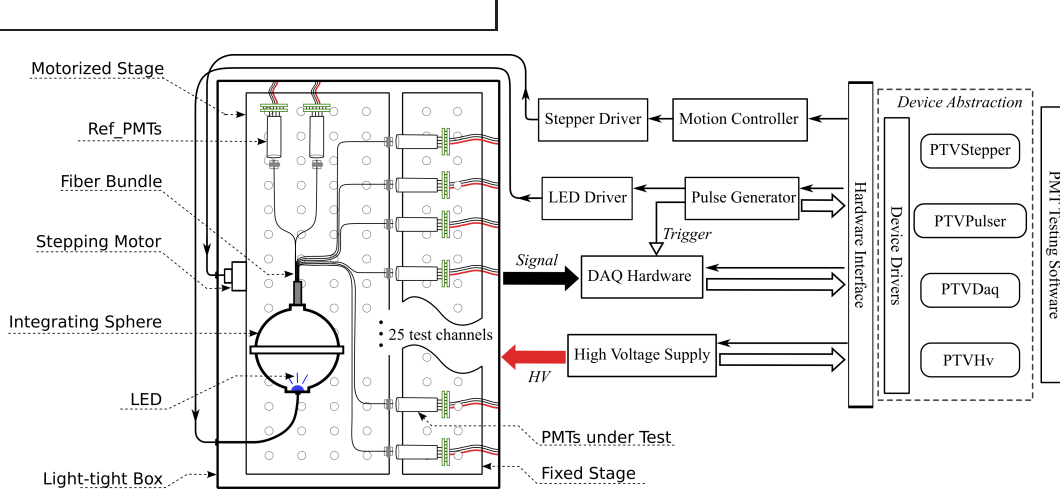 Motorized Stage
Ref_PMTs
Fiber Bundle
Stepping Motor
Integrating Sphere
LED
Light-tight Box
25 test channels
PMTs under Test
Fixed Stage
Signal
HV
Stepper Driver
Motion Controller
LED Driver
Pulse Generator
Trigger
DAQ Hardware
High Voltage Supply
Hardware Interface
Device Abstraction
Device Drivers
PTVStepper
PTVPulser
PTVDaq
PTVHv
PMT Testing Software